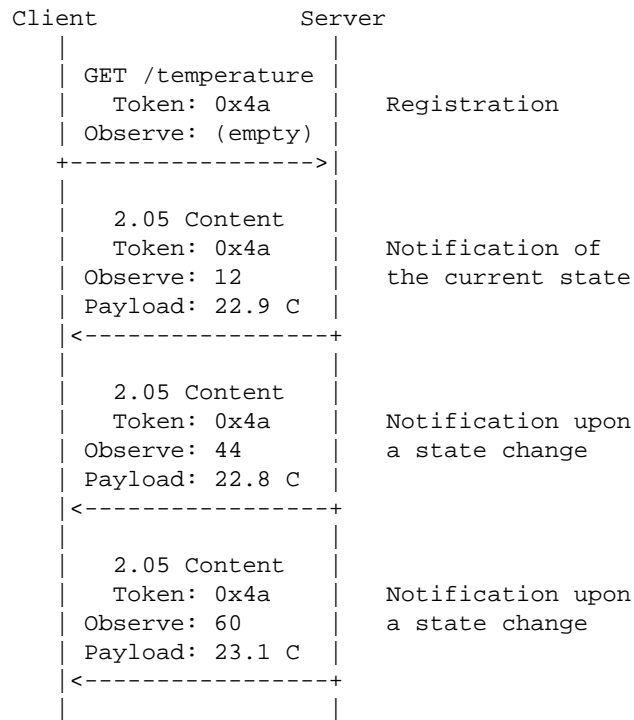 Client Server
GET /temperature
Token: 0x4a Registration
Observe: (empty)
2.05 Content
Token: 0x4a Notification of
Observe: 12 the current state
Payload: 22.9 C
2.05 Content
Token: 0x4a Notification upon
Observe: 44 a state change
Payload: 22.8 C
2.05 Content
Token: 0x4a Notification upon
Observe: 60 a state change
Payload: 23.1 C